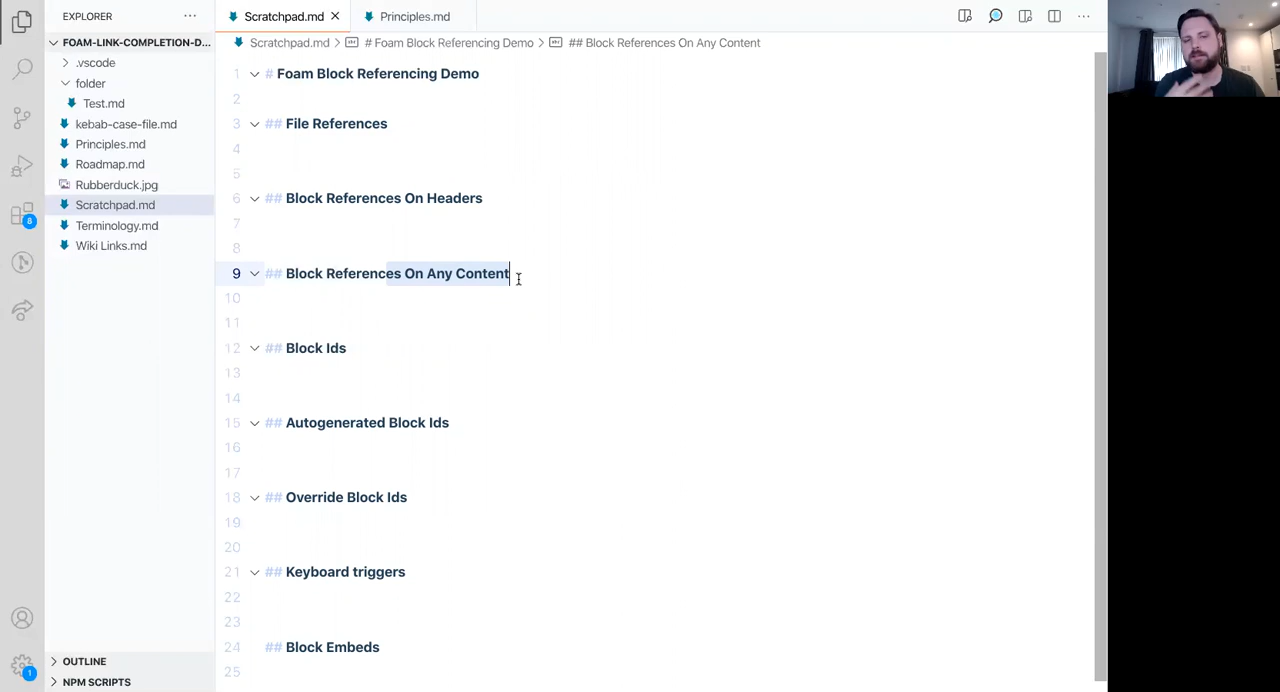 EXPLORER
FOAM-LINK-COMPLETION-D...
.vscode
folder
Test.md
kebab-case-file.md
Principles.md
Roadmap.md
Rubberduck.jpg
Scratchpad.md
Terminology.md
Wiki Links.md
OUTLINE
NPM SCRIPTS
8
1
Scratchpad.md
Principles.md
Scratchpad.md > # Foam Block Referencing Demo > ## Block References On Any Content
1 # Foam Block Referencing Demo
2
3 ## File References
4
5
6 ## Block References On Headers
7
8
9 ## Block References On Any Content
10
11
12 ## Block Ids
13
14
15 ## Autogenerated Block Ids
16
17
18 ## Override Block Ids
19
20
21 ## Keyboard triggers
22
23
24 ## Block Embeds
25